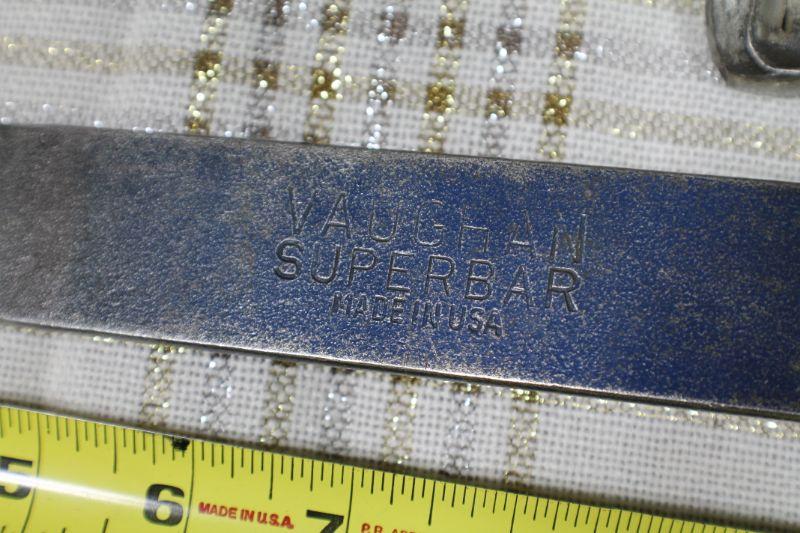 VAUGHAN
SUPERBAR
MADE IN USA
5 6 MADE IN U.S.A. 7